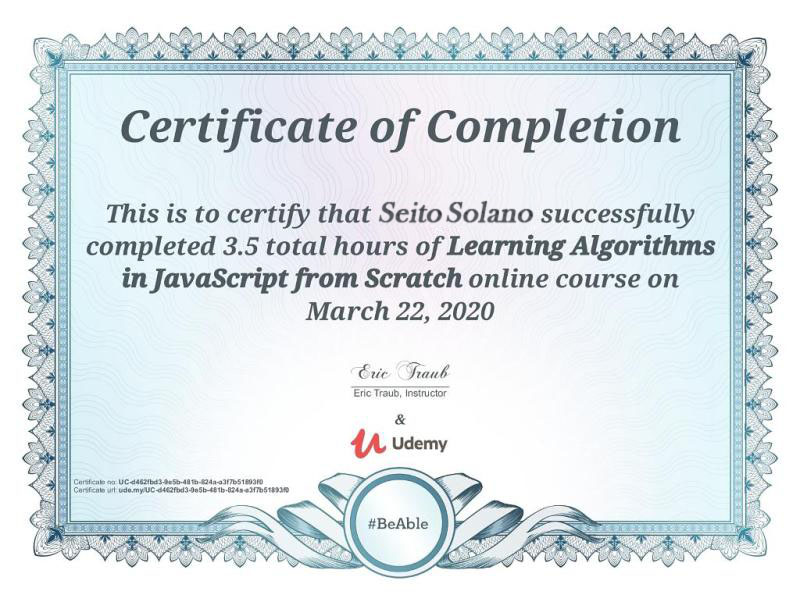 Certificate of Completion
This is to certify that Seito Solano successfully
completed 3.5 total hours of Learning Algorithms
in JavaScript from Scratch online course on
March 22, 2020
Eric Traub
Eric Traub, Instructor
&
Udemy
Certificate no: UC-d462fbd3-9e5b-481b-824a-a3f7b51893f0
Certificate url: ude.my/UC-d462fbd3-9e5b-481b-824a-a3f7b51893f0
#BeAble